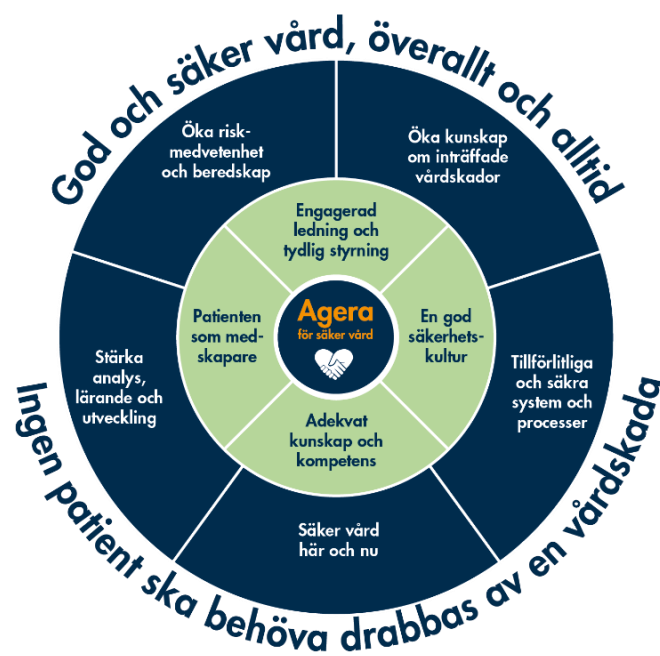 God och säker vård, överallt och alltid
Öka risk-
medvetenhet
och beredskap
Öka kunskap
om inträffade
vårdskador
Engagerad
ledning och
tydlig styrning
Patienten
som med-
skapare
Agera
för säker vård
En god
säkerhets-
kultur
Stärka
analys,
lärande och
utveckling
Tillförlitliga
och säkra
system och
processer
Adekvat
kunskap och
kompetens
Säker vård
här och nu
Ingen patient ska behöva drabbas av en vårdskada